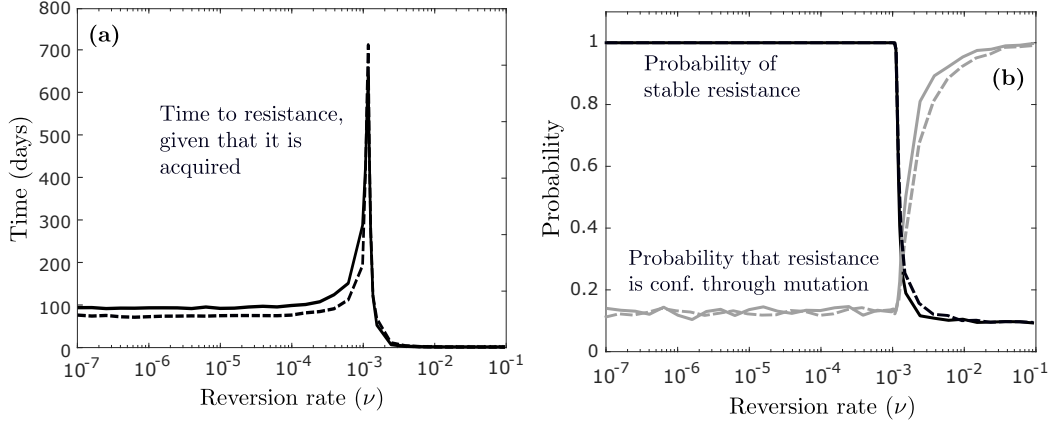 800
700
600
500
400
300
200
100
0
(a)
Time to resistance,
given that it is
acquired
Time (days)
10^-7
10^-6
10^-5
10^-4
10^-3
10^-2
10^-1
Reversion rate (ν)
1
0.8
0.6
0.4
0.2
0
(b)
Probability of
stable resistance
Probability that resistance
is conf. through mutation
Probability
10^-7
10^-6
10^-5
10^-4
10^-3
10^-2
10^-1
Reversion rate (ν)